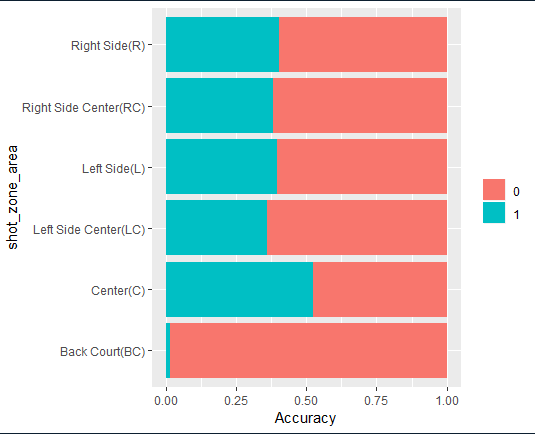 shot_zone_area
Right Side(R)
Right Side Center(RC)
Left Side(L)
Left Side Center(LC)
Center(C)
Back Court(BC)
0.00 0.25 0.50 0.75 1.00
Accuracy
0
1